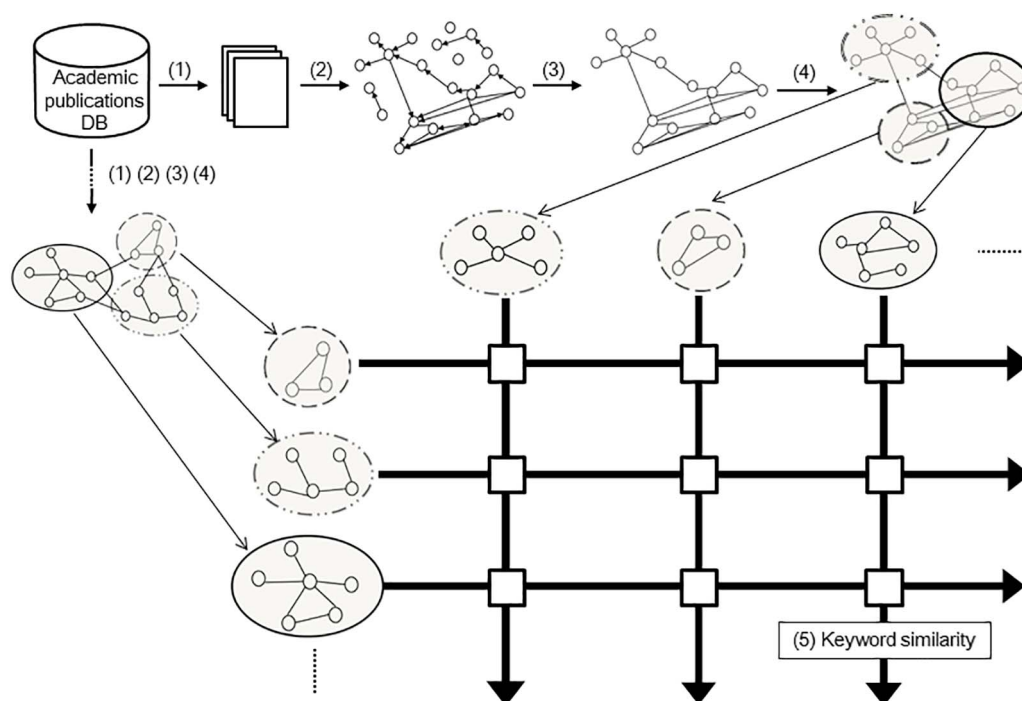 Academic
publications
DB
(1)
(2)
(3)
(4)
(1) (2) (3) (4)
(5) Keyword similarity